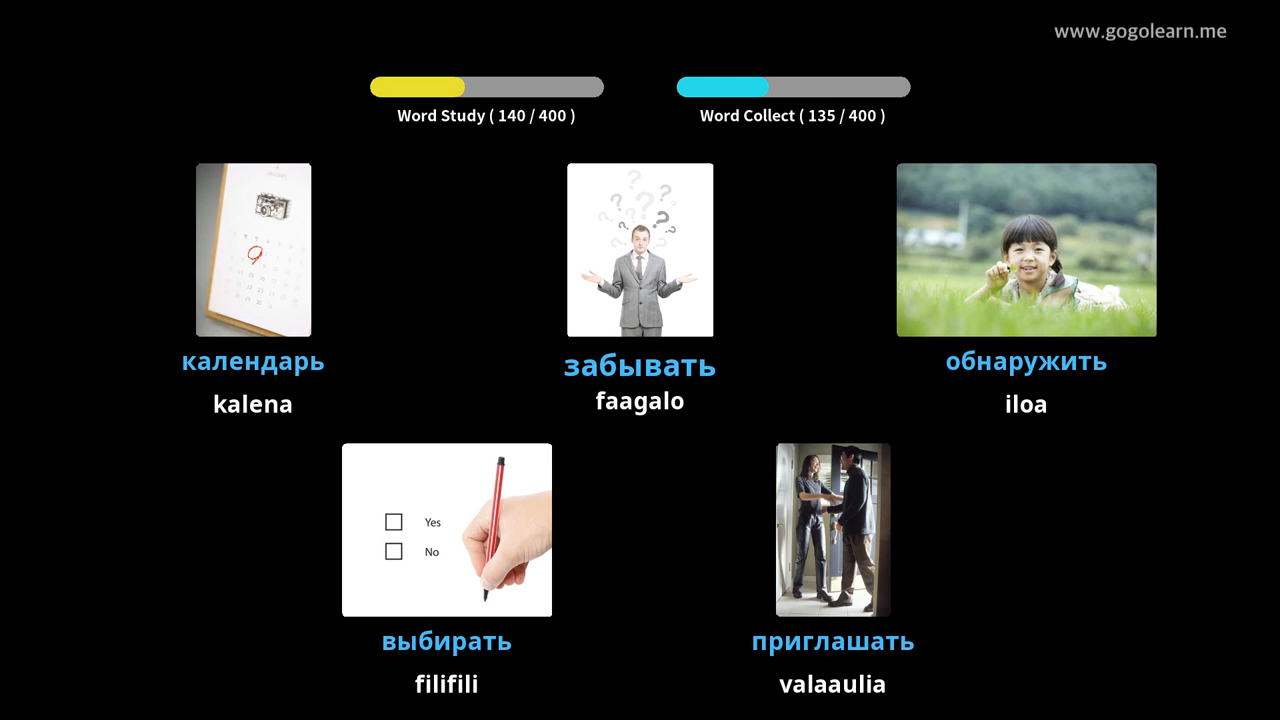 www.gogolearn.me
Word Study ( 140 / 400 )
Word Collect ( 135 / 400 )
календарь
kalena
забывать
faagalo
обнаружить
iloa
Yes
No
выбирать
filifili
приглашать
valaaulia